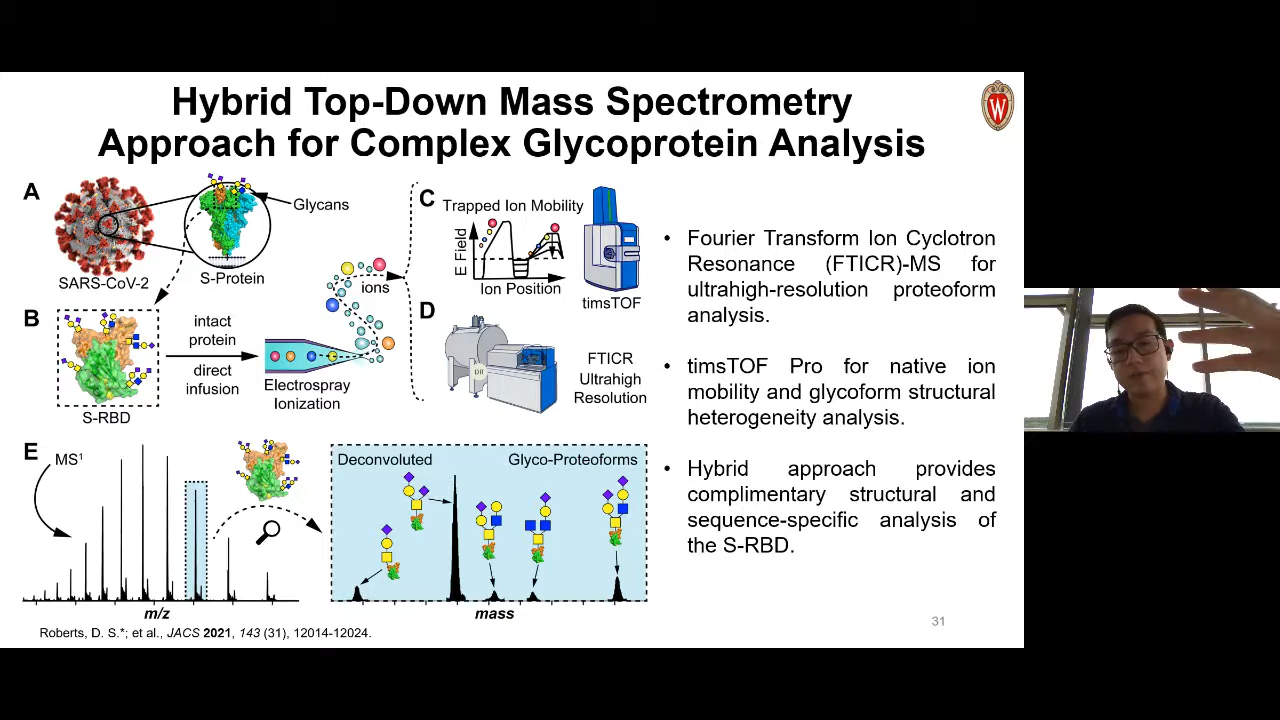 Hybrid Top-Down Mass Spectrometry
Approach for Complex Glycoprotein Analysis
W
A
SARS-CoV-2
Glycans
S-Protein
B
S-RBD
intact
protein
direct
infusion
ions
Electrospray
Ionization
C
Trapped Ion Mobility
E Field
Ion Position
timsTOF
D
FTICR
Ultrahigh
Resolution
E
MS¹
m/z
Deconvoluted
Glyco-Proteoforms
mass
Roberts, D. S.*; et al., JACS 2021, 143 (31), 12014-12024.
• Fourier Transform Ion Cyclotron
Resonance (FTICR)-MS for
ultrahigh-resolution proteoform
analysis.
• timsTOF Pro for native ion
mobility and glycoform structural
heterogeneity analysis.
• Hybrid approach provides
complimentary structural and
sequence-specific analysis of
the S-RBD.
31